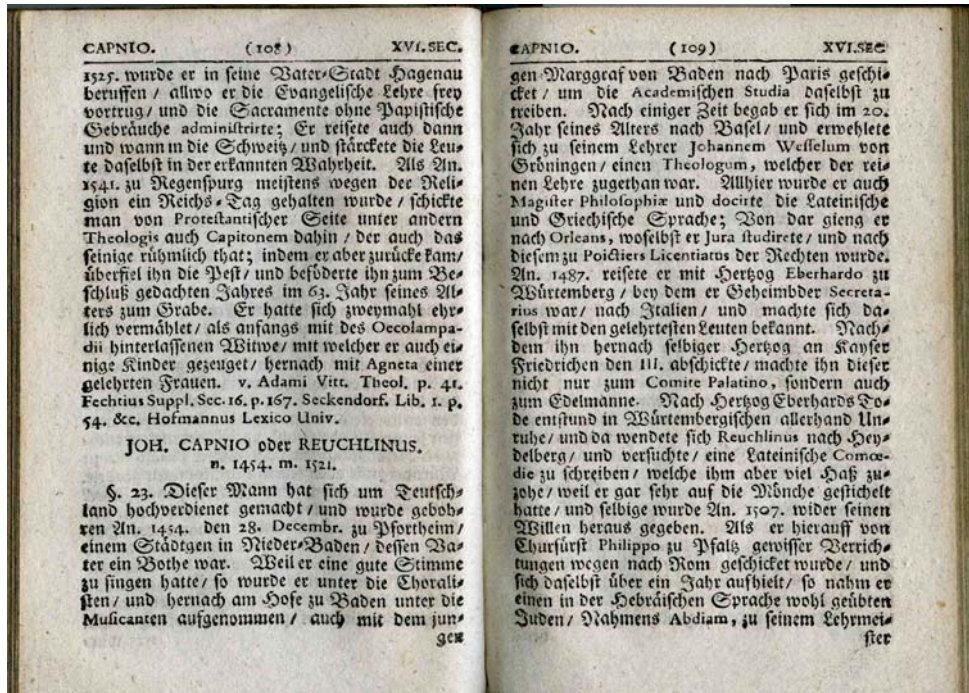 CAPNIO. (108) XVI. SEC.
1525. wurde er in seine Vater-Stadt Hagenau
beruffen / allwo er die Evangelische Lehre frey
vortrug / und die Sacramente ohne Papistische
Gebräuche administrirte; Er reisete auch dann
und wann in die Schweitz / und stärckete die Leu-
te daselbst in der erkannten Wahrheit. Als An.
1541. zu Regenspurg meistens wegen der Reli-
gion ein Reichs-Tag gehalten wurde / schickte
man von Protestantischer Seite unter andern
Theologis auch Capitonem dahin / der auch das
seinige rühmlich that; indem er aber zurücke kam /
überfiel ihn die Pest / und beföderte ihn zum Be-
schluß gedachten Jahres im 63. Jahr seines Al-
ters zum Grabe. Er hatte sich zweymahl ehr-
lich vermählet / als anfangs mit des Oecolampa-
dii hinterlassenen Witwe / mit welcher er auch ei-
nige Kinder gezeuget / hernach mit Agneta einer
gelehrten Frauen. v. Adami Vitt. Theol. p. 41.
Fechtius Suppl. Sec. 16. p. 167. Seckendorf. Lib. 1. p.
54. &c. Hofmannus Lexico Univ.
JOH. CAPNIO oder REUCHLINUS.
n. 1454. m. 1521.
§. 23. Dieser Mann hat sich um Teutsch-
land hochverdienet gemacht / und wurde geboh-
ren An. 1454. den 28. Decembr. zu Pfortheim /
einem Städtgen in Nieder-Baden / dessen Va-
ter ein Bothe war. Weil er eine gute Stimme
zu singen hatte / so wurde er unter die Chorali-
sten / und hernach am Hofe zu Baden unter die
Musicanten aufgenommen / auch mit dem jun-
gen
CAPNIO. (109) XVI. SEC
gen Marggraf von Baden nach Paris geschi-
cket / um die Academischen Studia daselbst zu
treiben. Nach einiger Zeit begab er sich im 20.
Jahr seines Alters nach Basel / und erwehlete
sich zu seinem Lehrer Johannem Wesselum von
Gröningen / einen Theologum, welcher der rei-
nen Lehre zugethan war. Allhier wurde er auch
Magister Philosophiæ und docirte die Lateinische
und Griechische Sprache; Von dar gieng er
nach Orleans, woselbst er Jura studirete / und nach
diesem zu Poictiers Licentiatus der Rechten wurde.
An. 1487. reisete er mit Hertzog Eberhardo zu
Würtemberg / bey dem er Geheimbder Secreta-
rius war / nach Italien / und machte sich da-
selbst mit den gelehrtesten Leuten bekannt. Nach-
dem ihn hernach selbiger Hertzog an Kayser
Friedrichen den III. abschickte / machte ihn dieser
nicht nur zum Comite Palatino, sondern auch
zum Edelmanne. Nach Hertzog Eberhards To-
de entstund in Würtembergischen allerhand Un-
ruhe / und da wendete sich Reuchlinus nach Hey-
delberg / und versuchte / eine Lateinische Comœ-
die zu schreiben / welche ihm aber viel Haß zu-
zohe / weil er gar sehr auf die Mönche gestichelt
hatte / und selbige wurde An. 1507. wider seinen
Willen heraus gegeben. Als er hierauff von
Churfürst Philippo zu Pfaltz gewisser Verrich-
tungen wegen nach Rom geschicket wurde / und
sich daselbst über ein Jahr aufhielt / so nahm er
einen in der Hebräischen Sprache wohl geübten
Juden / Nahmens Abdiam, zu seinem Lehrmei-
ster